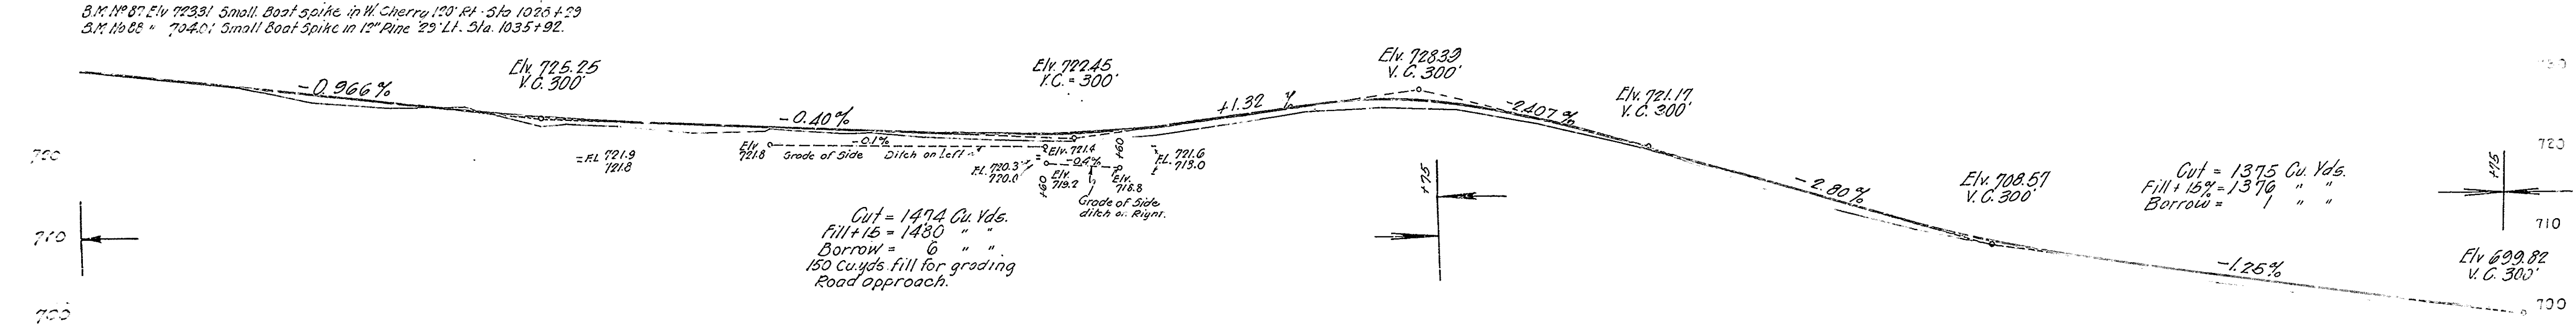 B.M. No 87 Elv 723.31 Small Boat spike in W. Cherry 120' Rt - Sta 1028+29
B.M. No 88 " 704.01 Small Boat Spike in 12" Pine 29' Lt. Sta. 1035+92.
-0.966%
Elv. 725.25
V.C. 300'
-0.40%
Elv. 722.45
V.C. = 300'
+1.32 %
Elv. 728.39
V.C. 300'
-2.407%
Elv. 721.17
V.C. 300'
-2.80%
Elv. 708.57
V.C. 300'
-1.25%
Elv 699.82
V.C. 300'
= F.L. 721.9
721.8
Elv.
721.8
-0.1%
Grade of Side Ditch on Left
Elv. 721.4
F.L. 720.3
720.0
=
-0.4%
Elv.
719.2
+60
+60
Elv.
718.8
F.L. 721.6
719.0
Grade of Side
ditch on Right.
Cut = 1474 Cu. Yds.
Fill + 15 = 1480 " "
Borrow = 6 " "
150 Cu.yds. fill for grading
Road approach.
+75
Cut = 1375 Cu. Yds.
Fill + 15% = 1376 " "
Borrow = 1 " "
+75
710
700
730
720
710
700